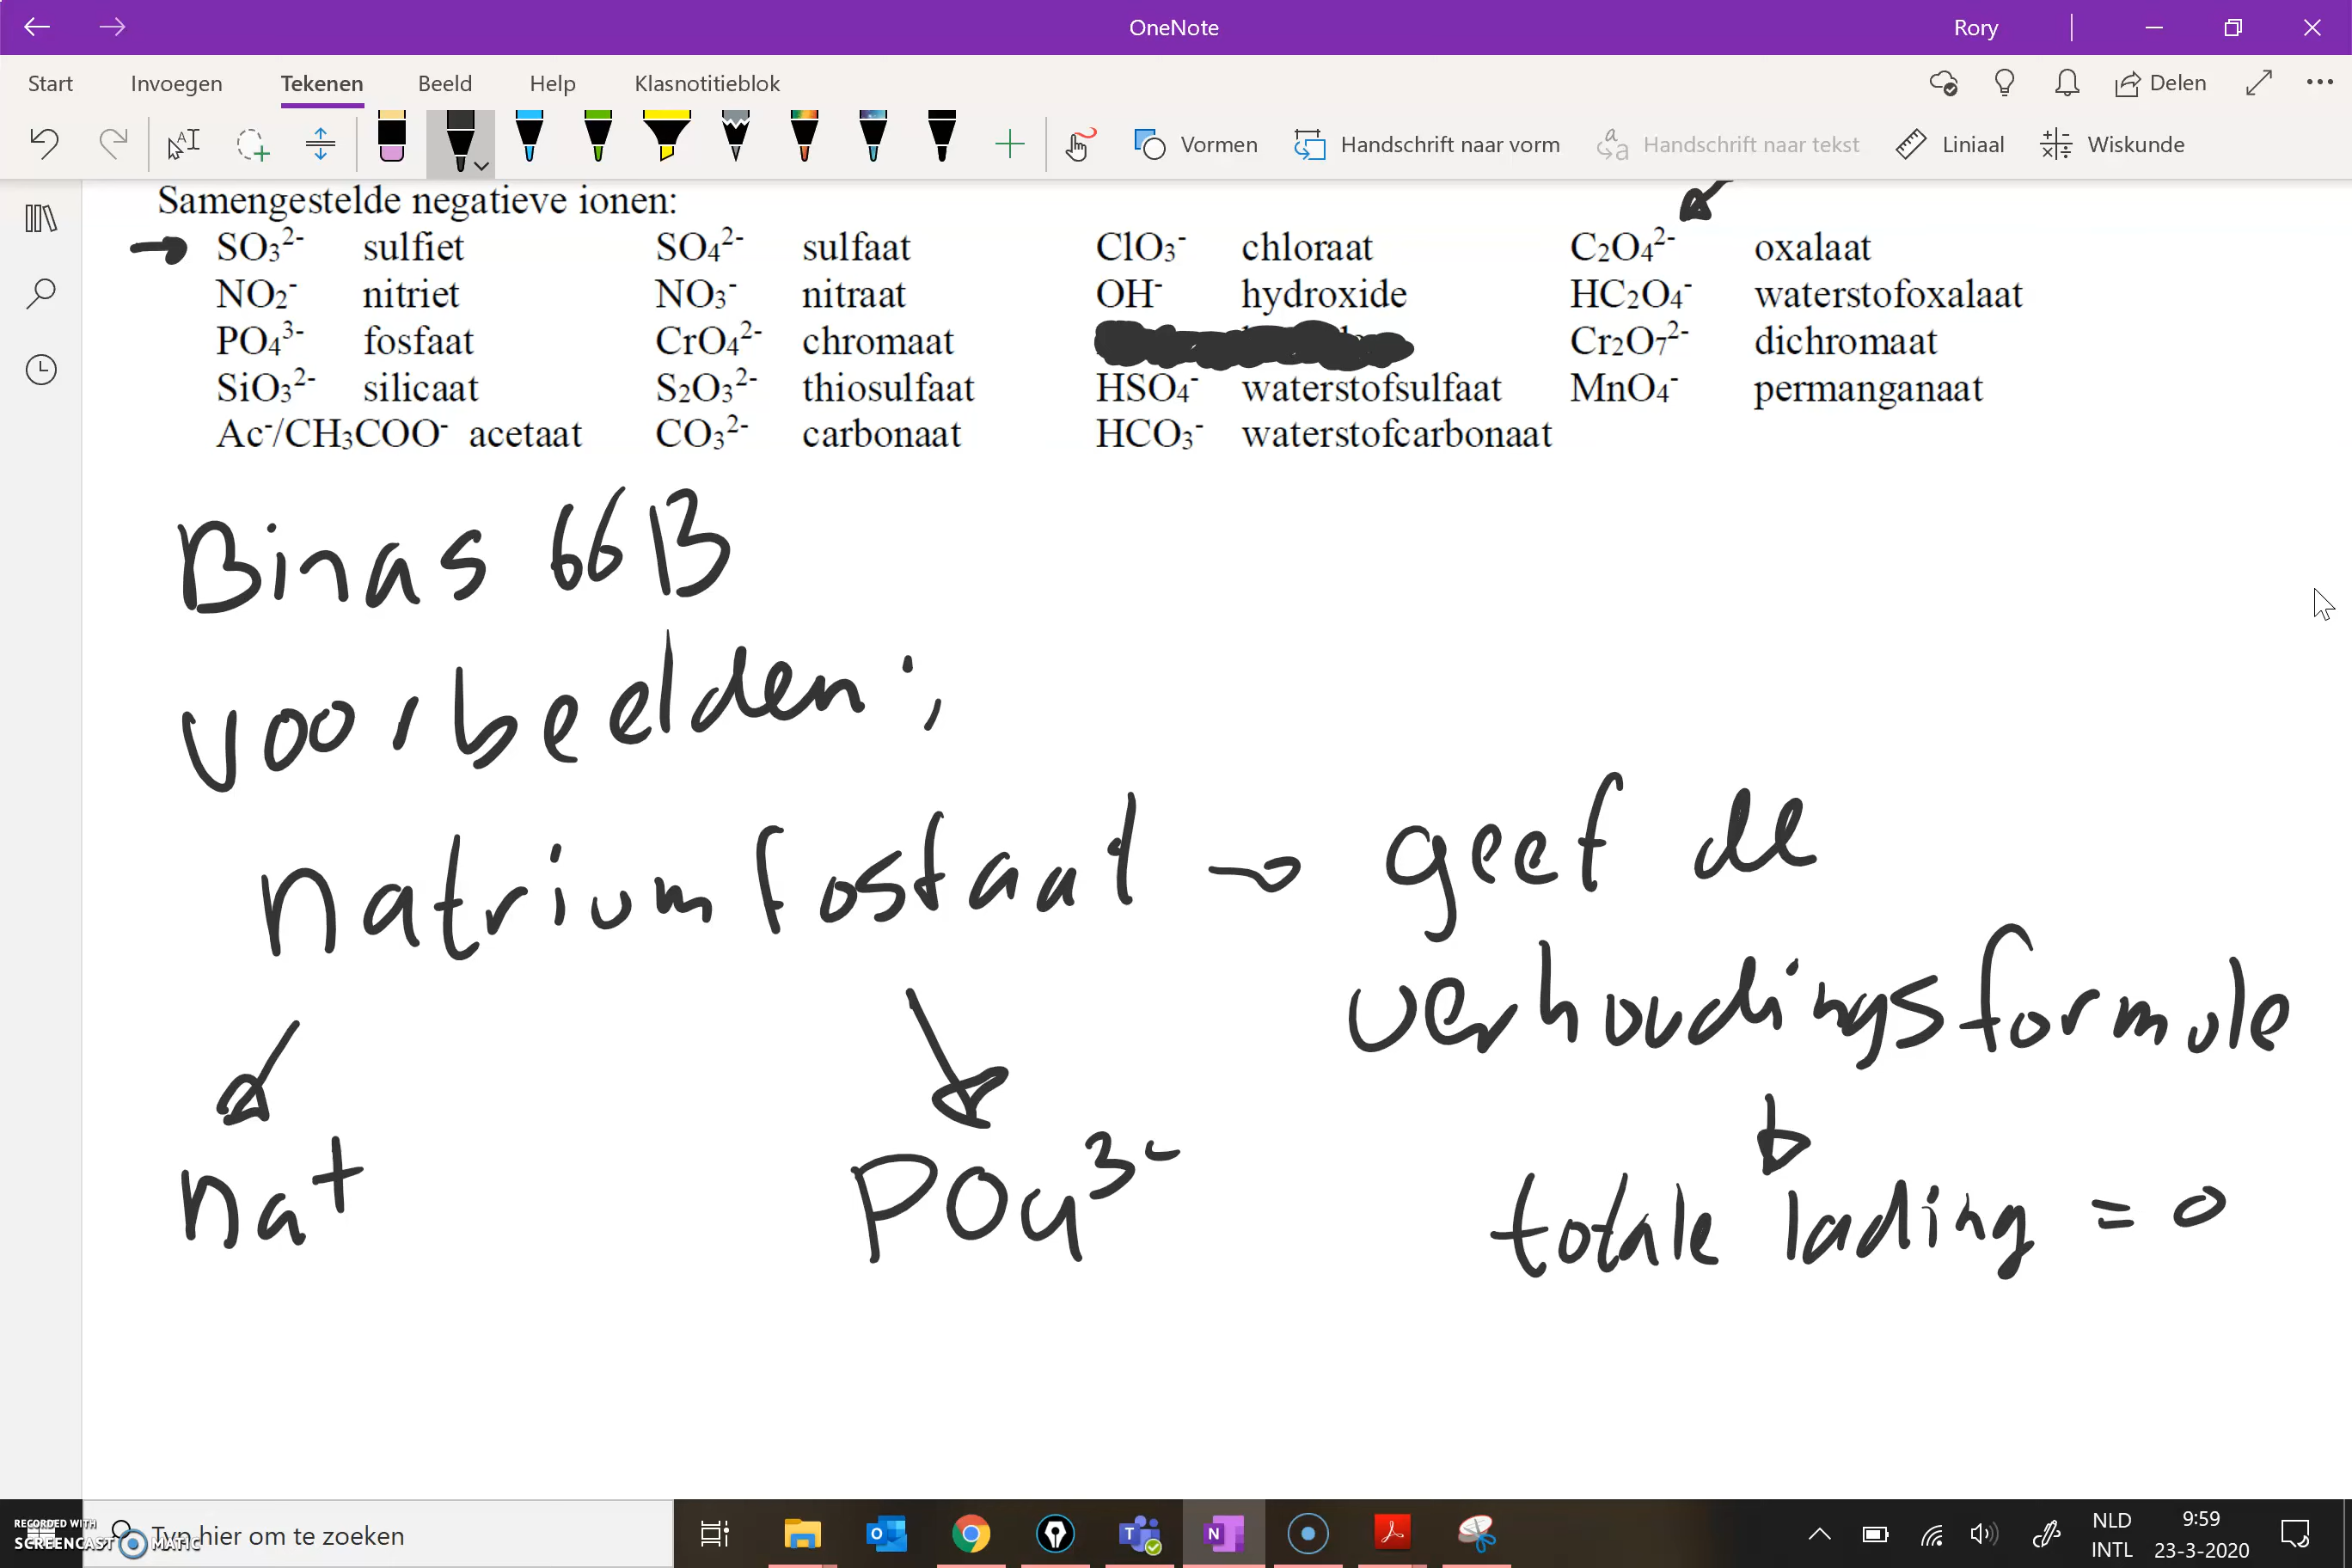 OneNote
Rory
Start Invoegen Tekenen Beeld Help Klasnotitieblok Delen
Vormen Handschrift naar vorm Handschrift naar tekst Liniaal Wiskunde
Samengestelde negatieve ionen:
SO₃²⁻ sulfiet SO₄²⁻ sulfaat ClO₃⁻ chloraat C₂O₄²⁻ oxalaat
NO₂⁻ nitriet NO₃⁻ nitraat OH⁻ hydroxide HC₂O₄⁻ waterstofoxalaat
PO₄³⁻ fosfaat CrO₄²⁻ chromaat Cr₂O₇²⁻ dichromaat
SiO₃²⁻ silicaat S₂O₃²⁻ thiosulfaat HSO₄⁻ waterstofsulfaat MnO₄⁻ permanganaat
Ac⁻/CH₃COO⁻ acetaat CO₃²⁻ carbonaat HCO₃⁻ waterstofcarbonaat
Binas 66B
voorbeelden:,
natriumfosfaat → geef de
verhoudingsformule
na⁺ PO₄³⁻ totale lading = 0
RECORDED WITH
SCREENCAST MATIC
Typ hier om te zoeken
NLD 9:59
INTL 23-3-2020